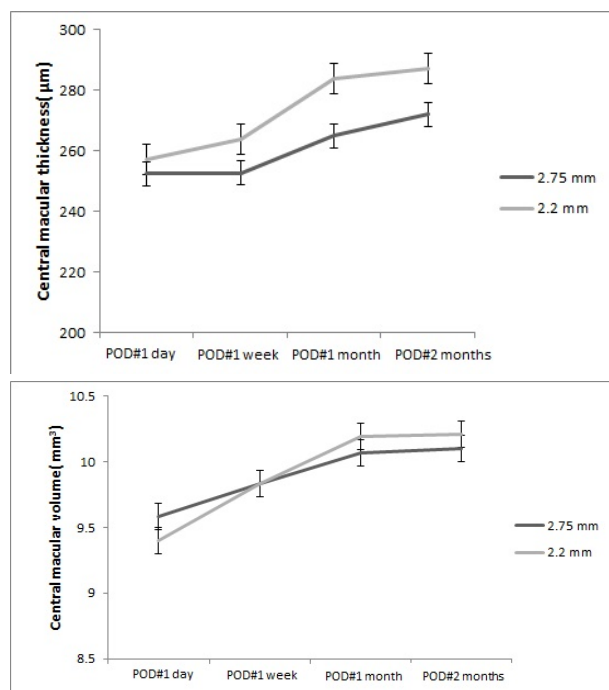 Central macular thickness( µm)
300
280
260
240
220
200
POD#1 day POD#1 week POD#1 month POD#2 months
2.75 mm
2.2 mm
Central macular volume( mm³)
10.5
10
9.5
9
8.5
POD#1 day POD#1 week POD#1 month POD#2 months
2.75 mm
2.2 mm